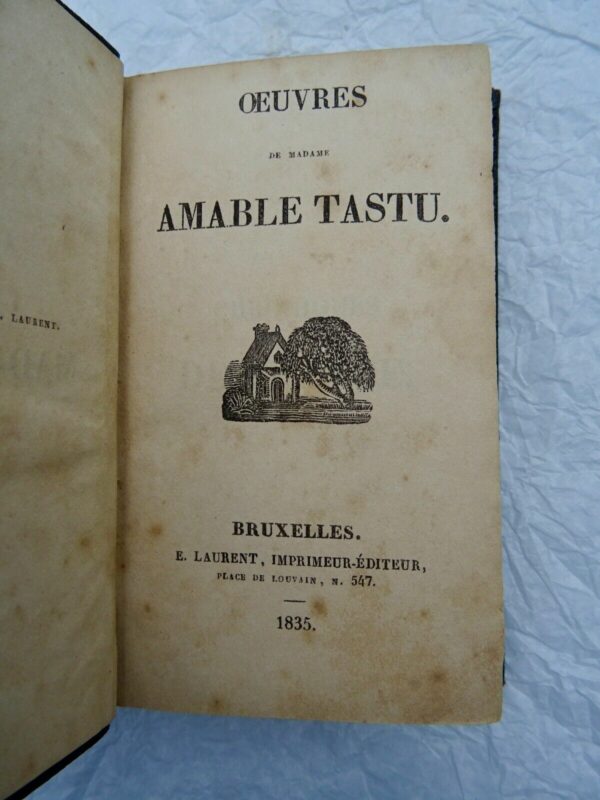 LAURENT.
ŒUVRES
DE MADAME
AMABLE TASTU.
BRUXELLES.
E. LAURENT, IMPRIMEUR-ÉDITEUR,
PLACE DE LOUVAIN, N. 547.
1835.